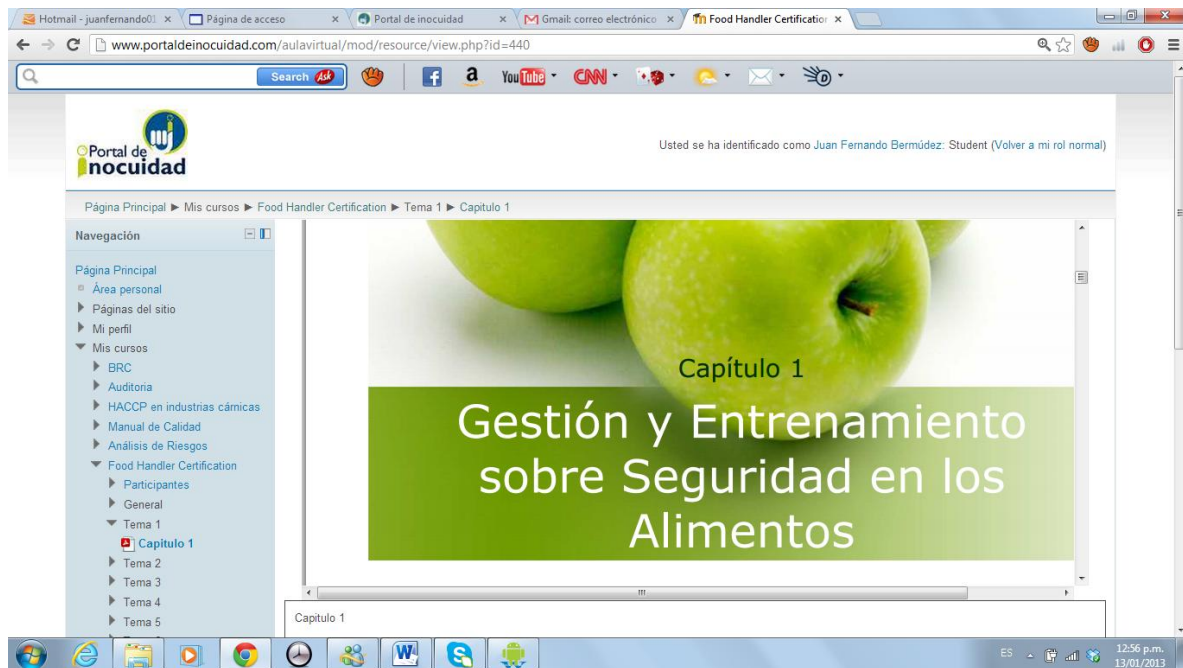 Hotmail - juanfernando01
Página de acceso
Portal de inocuidad
Gmail: correo electrónico
Food Handler Certification
www.portaldeinocuidad.com/aulavirtual/mod/resource/view.php?id=440
Search Ask
f
a
YouTube
CNN
D
Portal de
inocuidad
Usted se ha identificado como Juan Fernando Bermúdez: Student (Volver a mi rol normal)
Página Principal ► Mis cursos ► Food Handler Certification ► Tema 1 ► Capitulo 1
Navegación
Página Principal
Área personal
Páginas del sitio
Mi perfil
Mis cursos
BRC
Auditoria
HACCP en industrias cárnicas
Manual de Calidad
Análisis de Riesgos
Food Handler Certification
Participantes
General
Tema 1
Capitulo 1
Tema 2
Tema 3
Tema 4
Tema 5
Capítulo 1
Gestión y Entrenamiento
sobre Seguridad en los
Alimentos
Capitulo 1
ES
12:56 p.m.
13/01/2013